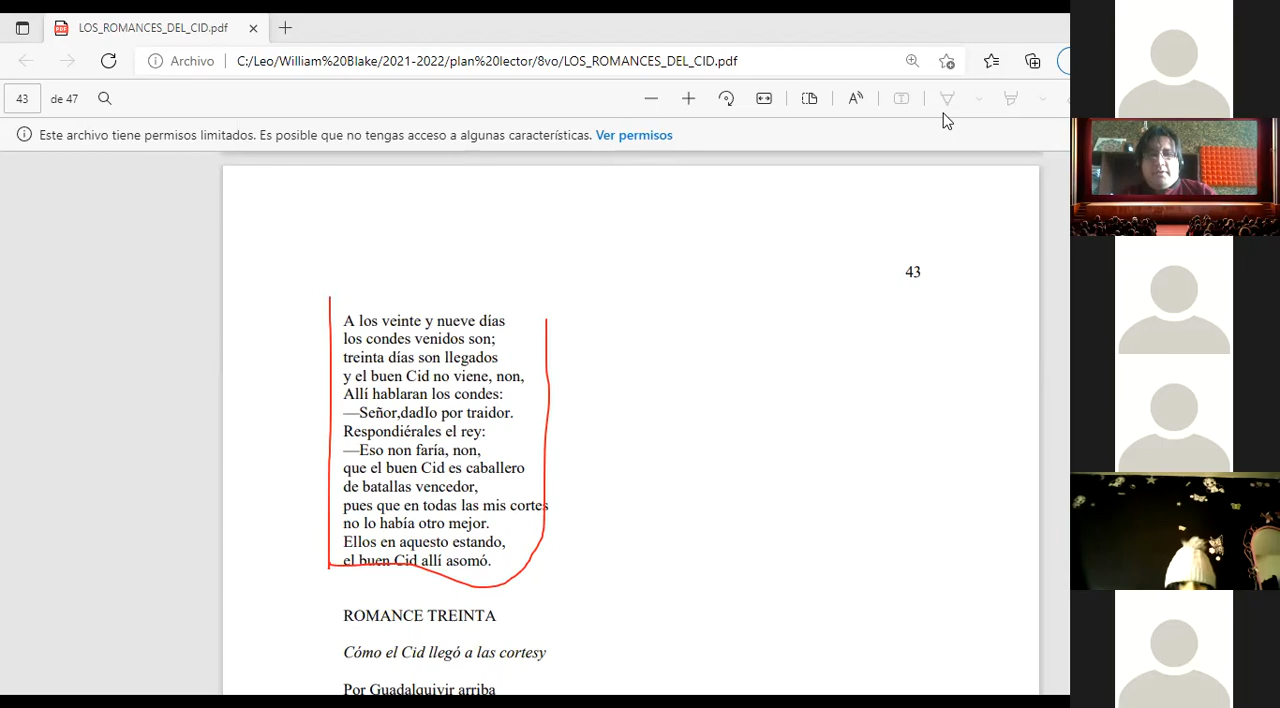 LOS_ROMANCES_DEL_CID.pdf
Archivo
C:/Leo/William%20Blake/2021-2022/plan%20lector/8vo/LOS_ROMANCES_DEL_CID.pdf
43 de 47
Este archivo tiene permisos limitados. Es posible que no tengas acceso a algunas características. Ver permisos
43
A los veinte y nueve días
los condes venidos son;
treinta días son llegados
y el buen Cid no viene, non,
Allí hablaran los condes:
—Señor,dadIo por traidor.
Respondiérales el rey:
—Eso non faría, non,
que el buen Cid es caballero
de batallas vencedor,
pues que en todas las mis cortes
no lo había otro mejor.
Ellos en aquesto estando,
el buen Cid allí asomó.
ROMANCE TREINTA
Cómo el Cid llegó a las cortesy
Por Guadalquivir arriba